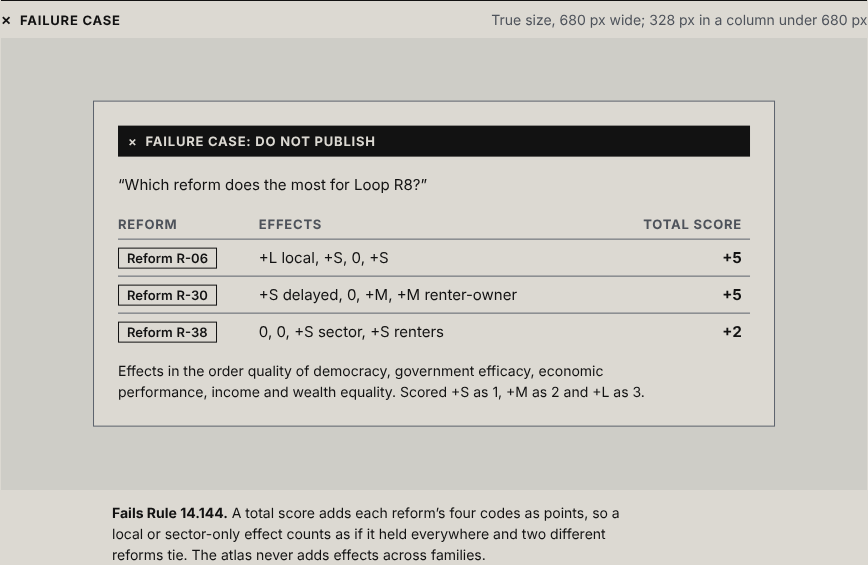 × FAILURE CASE
True size, 680 px wide; 328 px in a column under 680 px
× FAILURE CASE: DO NOT PUBLISH
“Which reform does the most for Loop R8?”
REFORM EFFECTS TOTAL SCORE
Reform R-06 +L local, +S, 0, +S +5
Reform R-30 +S delayed, 0, +M, +M renter-owner +5
Reform R-38 0, 0, +S sector, +S renters +2
Effects in the order quality of democracy, government efficacy, economic
performance, income and wealth equality. Scored +S as 1, +M as 2 and +L as 3.
Fails Rule 14.144. A total score adds each reform’s four codes as points, so a
local or sector-only effect counts as if it held everywhere and two different
reforms tie. The atlas never adds effects across families.